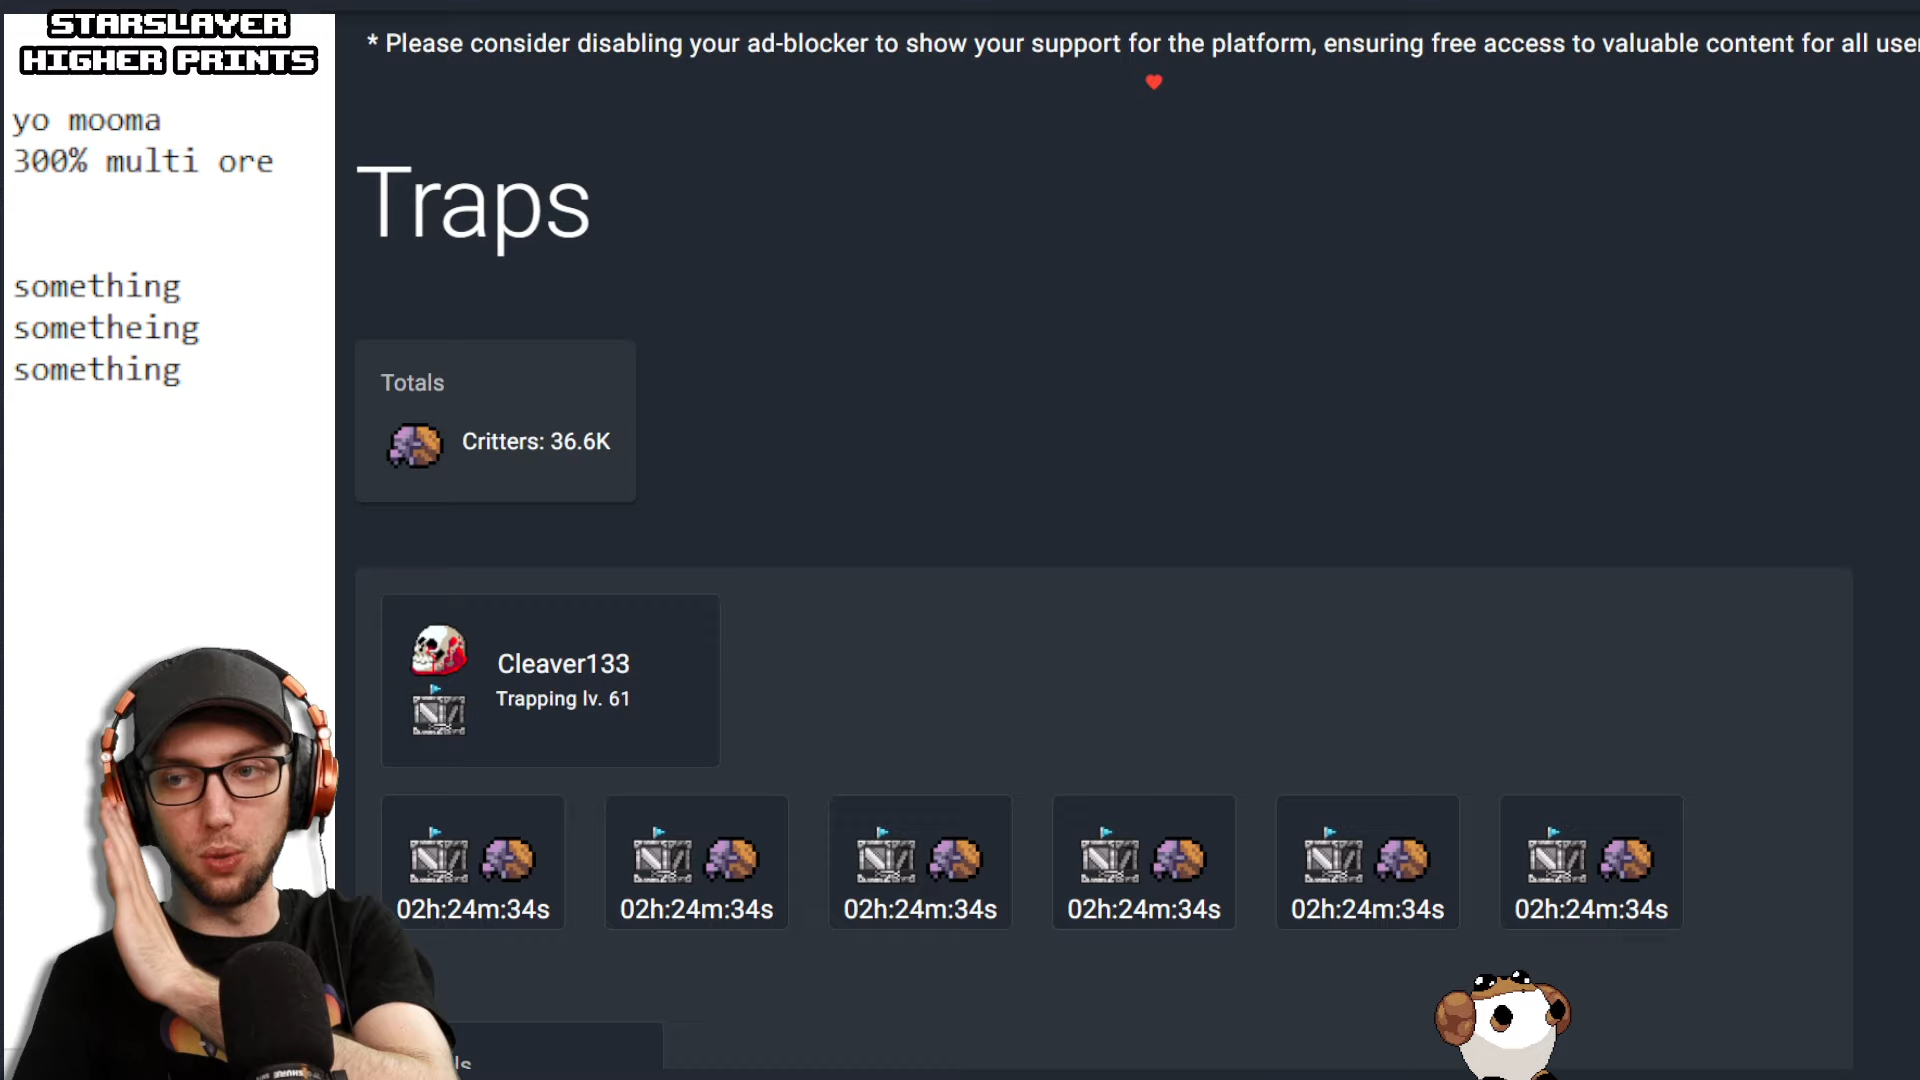 STARSLAYER
HIGHER PRINTS
yo mooma
300% multi ore
something
sometheing
something
* Please consider disabling your ad-blocker to show your support for the platform, ensuring free access to valuable content for all
Traps
Totals
Critters: 36.6K
Cleaver133
Trapping lv. 61
02h:24m:34s
02h:24m:34s
02h:24m:34s
02h:24m:34s
02h:24m:34s
02h:24m:34s